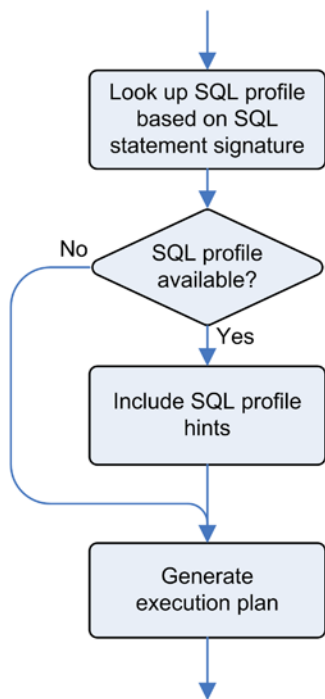 Look up SQL profile
based on SQL
statement signature
No
SQL profile
available?
Yes
Include SQL profile
hints
Generate
execution plan